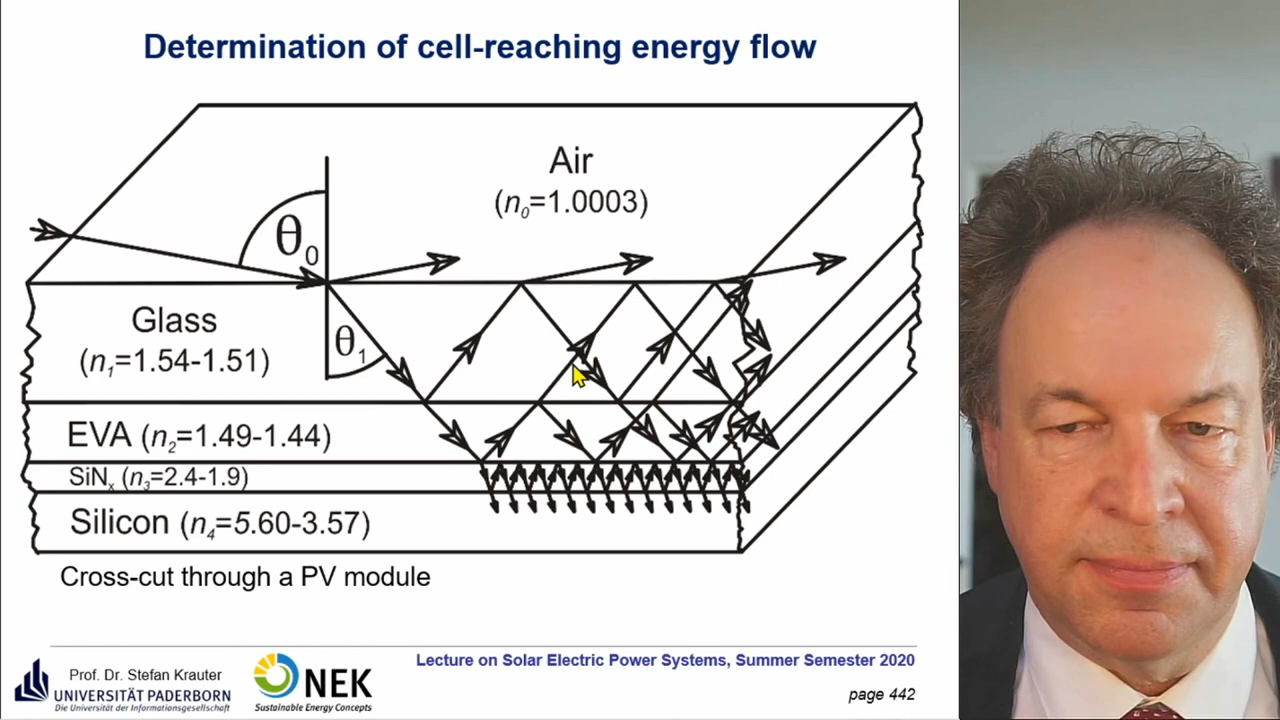 Determination of cell-reaching energy flow
Air
(n₀=1.0003)
θ₀
Glass
(n₁=1.54-1.51)
θ₁
EVA (n₂=1.49-1.44)
SiNₓ (n₃=2.4-1.9)
Silicon (n₄=5.60-3.57)
Cross-cut through a PV module
Prof. Dr. Stefan Krauter
UNIVERSITÄT PADERBORN
Die Universität der Informationsgesellschaft
NEK
Sustainable Energy Concepts
Lecture on Solar Electric Power Systems, Summer Semester 2020
page 442